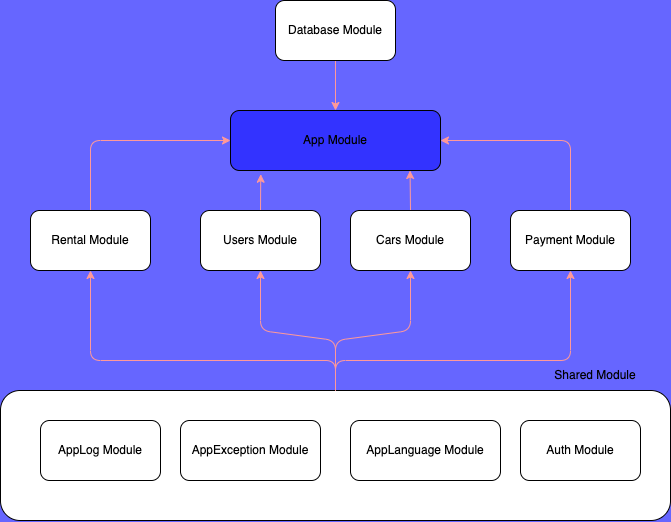 Database Module
App Module
Rental Module
Users Module
Cars Module
Payment Module
Shared Module
AppLog Module
AppException Module
AppLanguage Module
Auth Module